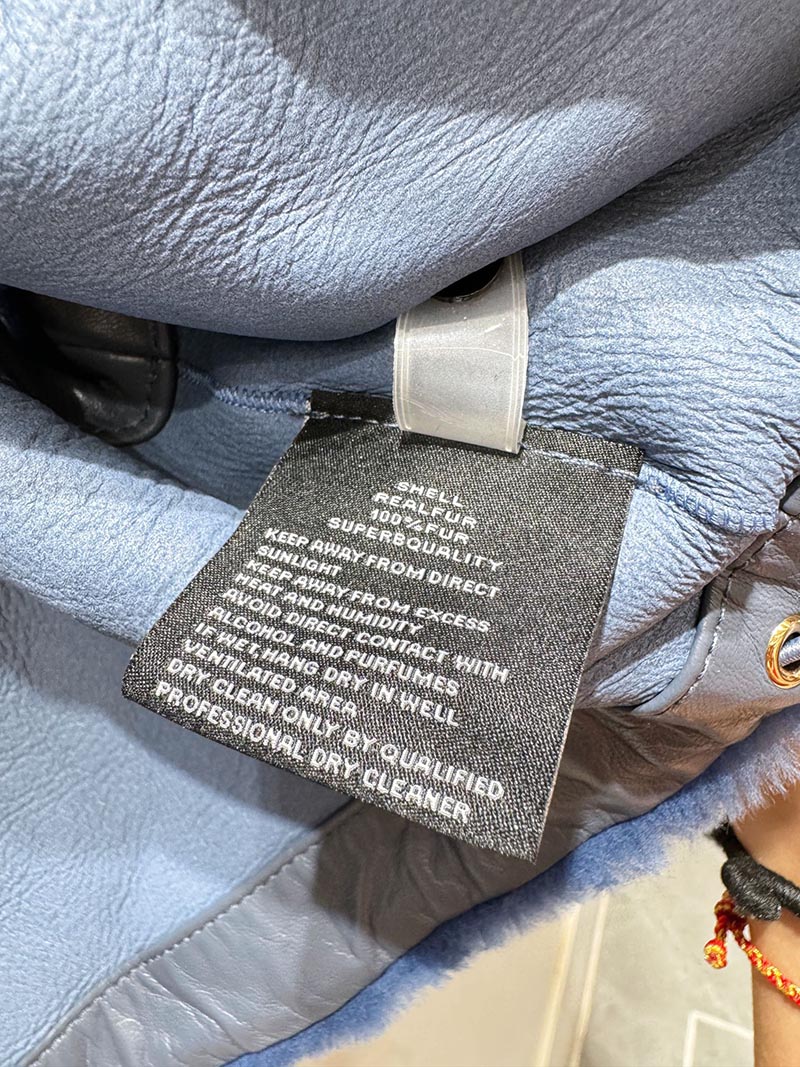 SHELL
REALFUR
100%FUR
SUPERBQUALITY
KEEP AWAY FROM DIRECT
SUNLIGHT
KEEP AWAY FROM EXCESS
HEAT AND HUMIDITY
AVOID DIRECT CONTACT WITH
ALCOMOL AND PURFUMES
IF WET,HANG DRY IN WELL
VENTILATED AREA
DRY CLEAN ONLY BY QUALIFIED
PROFESSIONAL DRY CLEANER